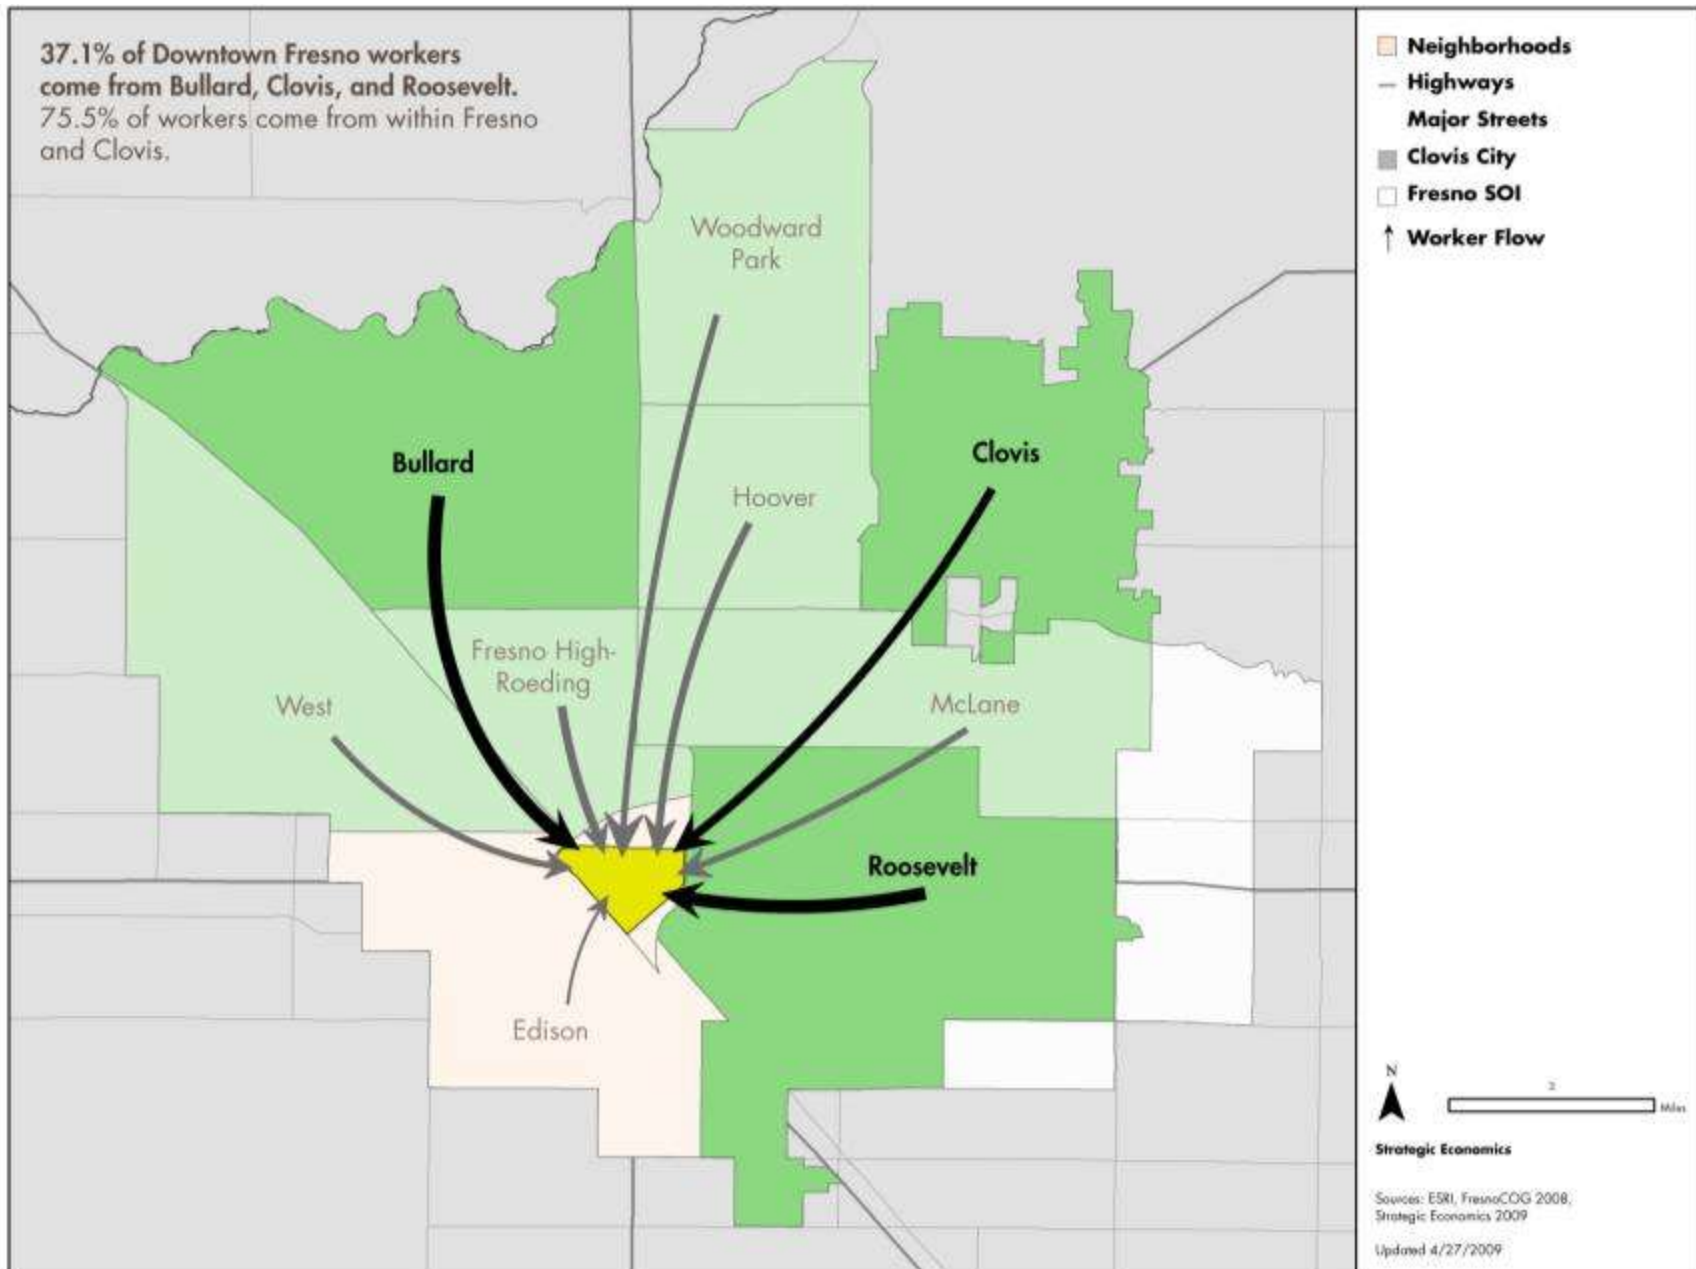 37.1% of Downtown Fresno workers
come from Bullard, Clovis, and Roosevelt.
75.5% of workers come from within Fresno
and Clovis.
Woodward
Park
Bullard
Clovis
Hoover
Fresno High-
Roeding
West
McLane
Roosevelt
Edison
Neighborhoods
Highways
Major Streets
Clovis City
Fresno SOI
Worker Flow
N
Miles
Strategic Economics
Sources: ESRI, FresnoCOG 2008,
Strategic Economics 2009
Updated 4/27/2009